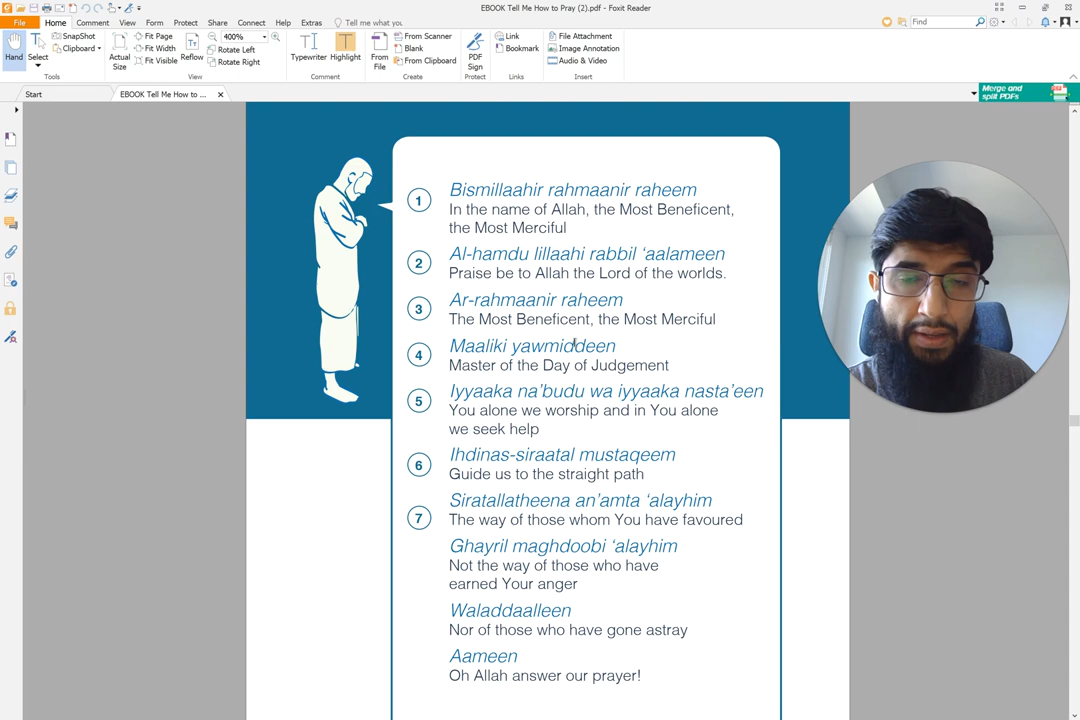 EBOOK Tell Me How to Pray (2).pdf - Foxit Reader
File Home Comment View Form Protect Share Connect Help Extras Tell me what you Find
Hand
Select
SnapShot
Clipboard
Tools
Actual Size
Fit Page
Fit Width
Fit Visible
Reflow
400%
Rotate Left
Rotate Right
View
Typewriter
Highlight
Comment
From File
From Scanner
Blank
From Clipboard
Create
PDF Sign
Protect
Link
Bookmark
Links
File Attachment
Image Annotation
Audio & Video
Insert
Start
EBOOK Tell Me How to ...
Merge and
split PDFs
1 Bismillaahir rahmaanir raheem
In the name of Allah, the Most Beneficent,
the Most Merciful
2 Al-hamdu lillaahi rabbil ‘aalameen
Praise be to Allah the Lord of the worlds.
3 Ar-rahmaanir raheem
The Most Beneficent, the Most Merciful
4 Maaliki yawmiddeen
Master of the Day of Judgement
5 Iyyaaka na’budu wa iyyaaka nasta’een
You alone we worship and in You alone
we seek help
6 Ihdinas-siraatal mustaqeem
Guide us to the straight path
7 Siratallatheena an’amta ‘alayhim
The way of those whom You have favoured
Ghayril maghdoobi ‘alayhim
Not the way of those who have
earned Your anger
Waladdaalleen
Nor of those who have gone astray
Aameen
Oh Allah answer our prayer!